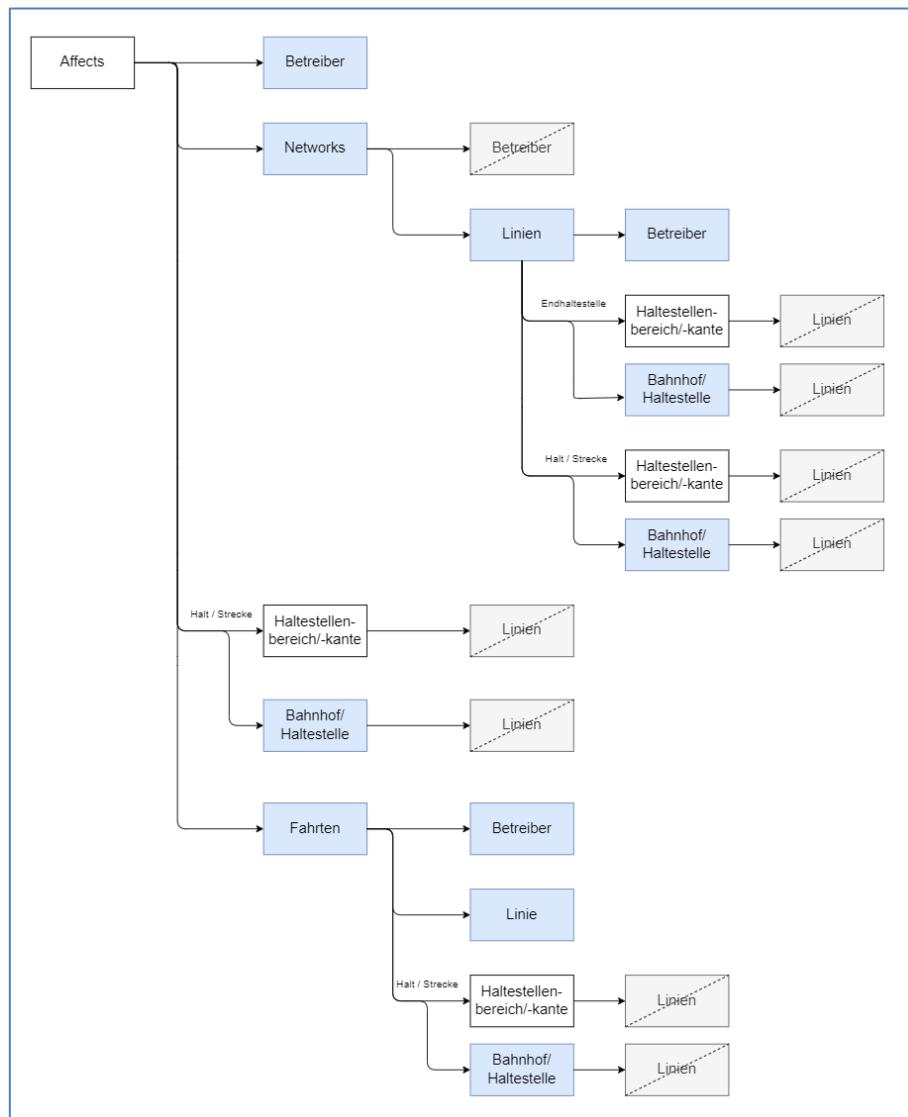 Affects
Betreiber
Networks
Betreiber
Linien
Betreiber
Endhaltestelle
Haltestellen-
bereich/-kante
Linien
Bahnhof/
Haltestelle
Linien
Halt / Strecke
Haltestellen-
bereich/-kante
Linien
Bahnhof/
Haltestelle
Linien
Halt / Strecke
Haltestellen-
bereich/-kante
Linien
Bahnhof/
Haltestelle
Linien
Fahrten
Betreiber
Linie
Halt / Strecke
Haltestellen-
bereich/-kante
Linien
Bahnhof/
Haltestelle
Linien